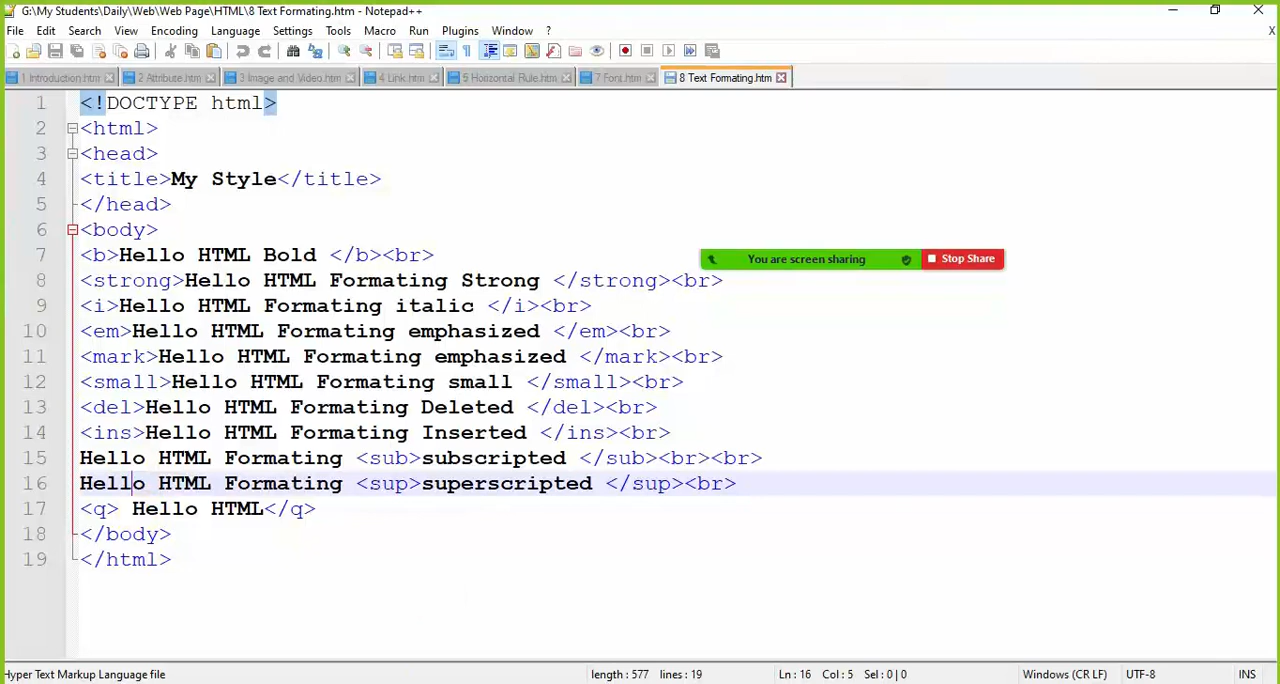 G:\My Students\Daily\Web\Web Page\HTML\8 Text Formating.htm - Notepad++
File Edit Search View Encoding Language Settings Tools Macro Run Plugins Window ? X
1 Introduction.htm 2 Attribute.htm 3 Image and Video.htm 4 Link.htm 5 Horizontal Rule.htm 7 Font.htm 8 Text Formating.htm
1 <!DOCTYPE html>
2 <html>
3 <head>
4 <title>My Style</title>
5 </head>
6 <body>
7 <b>Hello HTML Bold </b><br>
You are screen sharing Stop Share
8 <strong>Hello HTML Formating Strong </strong><br>
9 <i>Hello HTML Formating italic </i><br>
10 <em>Hello HTML Formating emphasized </em><br>
11 <mark>Hello HTML Formating emphasized </mark><br>
12 <small>Hello HTML Formating small </small><br>
13 <del>Hello HTML Formating Deleted </del><br>
14 <ins>Hello HTML Formating Inserted </ins><br>
15 Hello HTML Formating <sub>subscripted </sub><br><br>
16 Hello HTML Formating <sup>superscripted </sup><br>
17 <q> Hello HTML</q>
18 </body>
19 </html>
Hyper Text Markup Language file length : 577 lines : 19 Ln : 16 Col : 5 Sel : 0 | 0 Windows (CR LF) UTF-8 INS